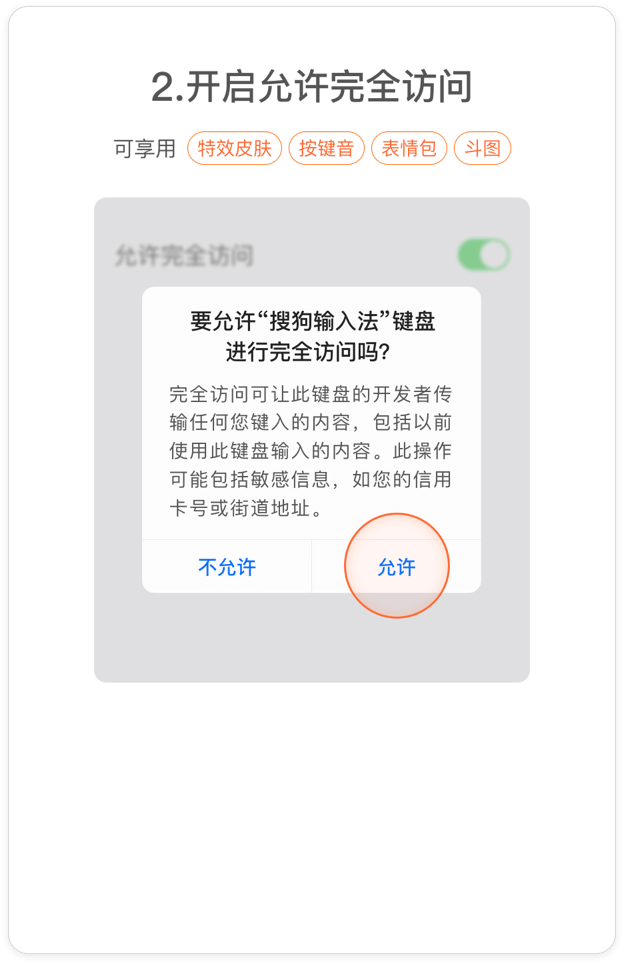 2.开启允许完全访问
可享用 特效皮肤 按键音 表情包 斗图
允许完全访问
要允许“搜狗输入法”键盘
进行完全访问吗?
完全访问可让此键盘的开发者传
输任何您键入的内容，包括以前
使用此键盘输入的内容。此操作
可能包括敏感信息，如您的信用
卡号或街道地址。
不允许 允许